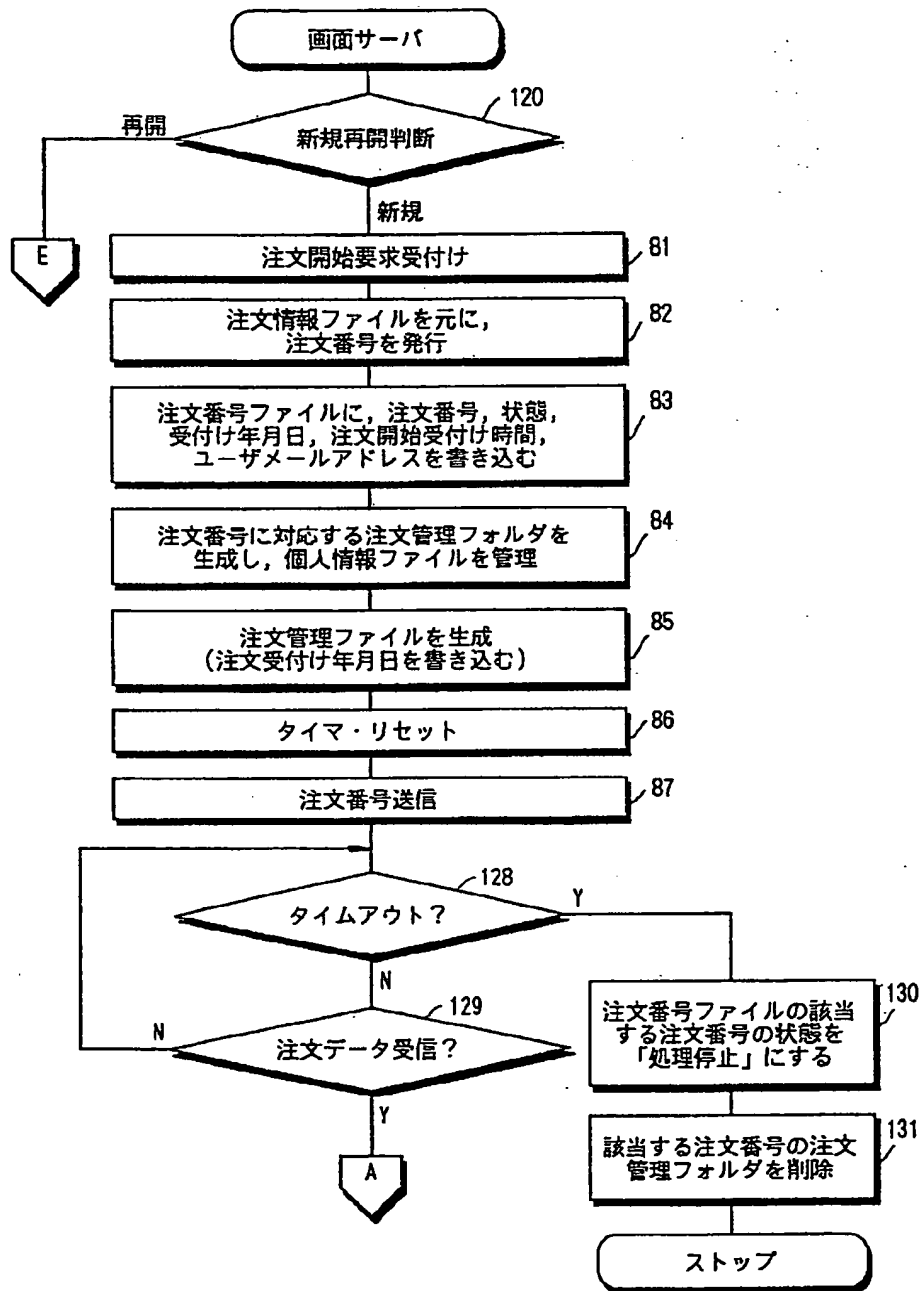 画面サーバ
120
再開
新規再開判断
新規
E
注文開始要求受付け
81
注文情報ファイルを元に，
注文番号を発行
82
注文番号ファイルに，注文番号，状態，
受付け年月日，注文開始受付け時間，
ユーザメールアドレスを書き込む
83
注文番号に対応する注文管理フォルダを
生成し，個人情報ファイルを管理
84
注文管理ファイルを生成
（注文受付け年月日を書き込む）
85
タイマ・リセット
86
注文番号送信
87
128
タイムアウト？
Y
N
129
N
注文データ受信？
Y
A
130
注文番号ファイルの該当
する注文番号の状態を
「処理停止」にする
131
該当する注文番号の注文
管理フォルダを削除
ストップ